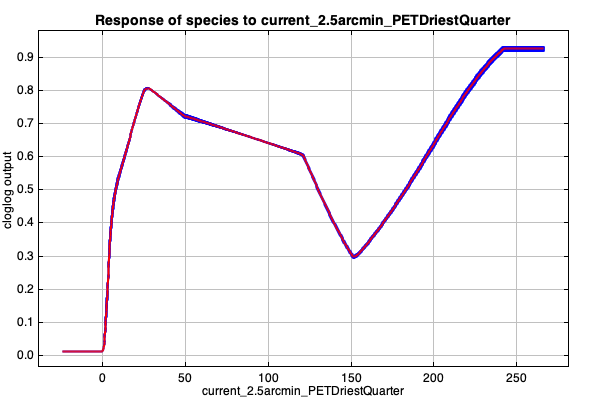 Response of species to current_2.5arcmin_PETDriestQuarter
0.9
0.8
0.7
0.6
0.5
0.4
0.3
0.2
0.1
0.0
cloglog output
0 50 100 150 200 250
current_2.5arcmin_PETDriestQuarter